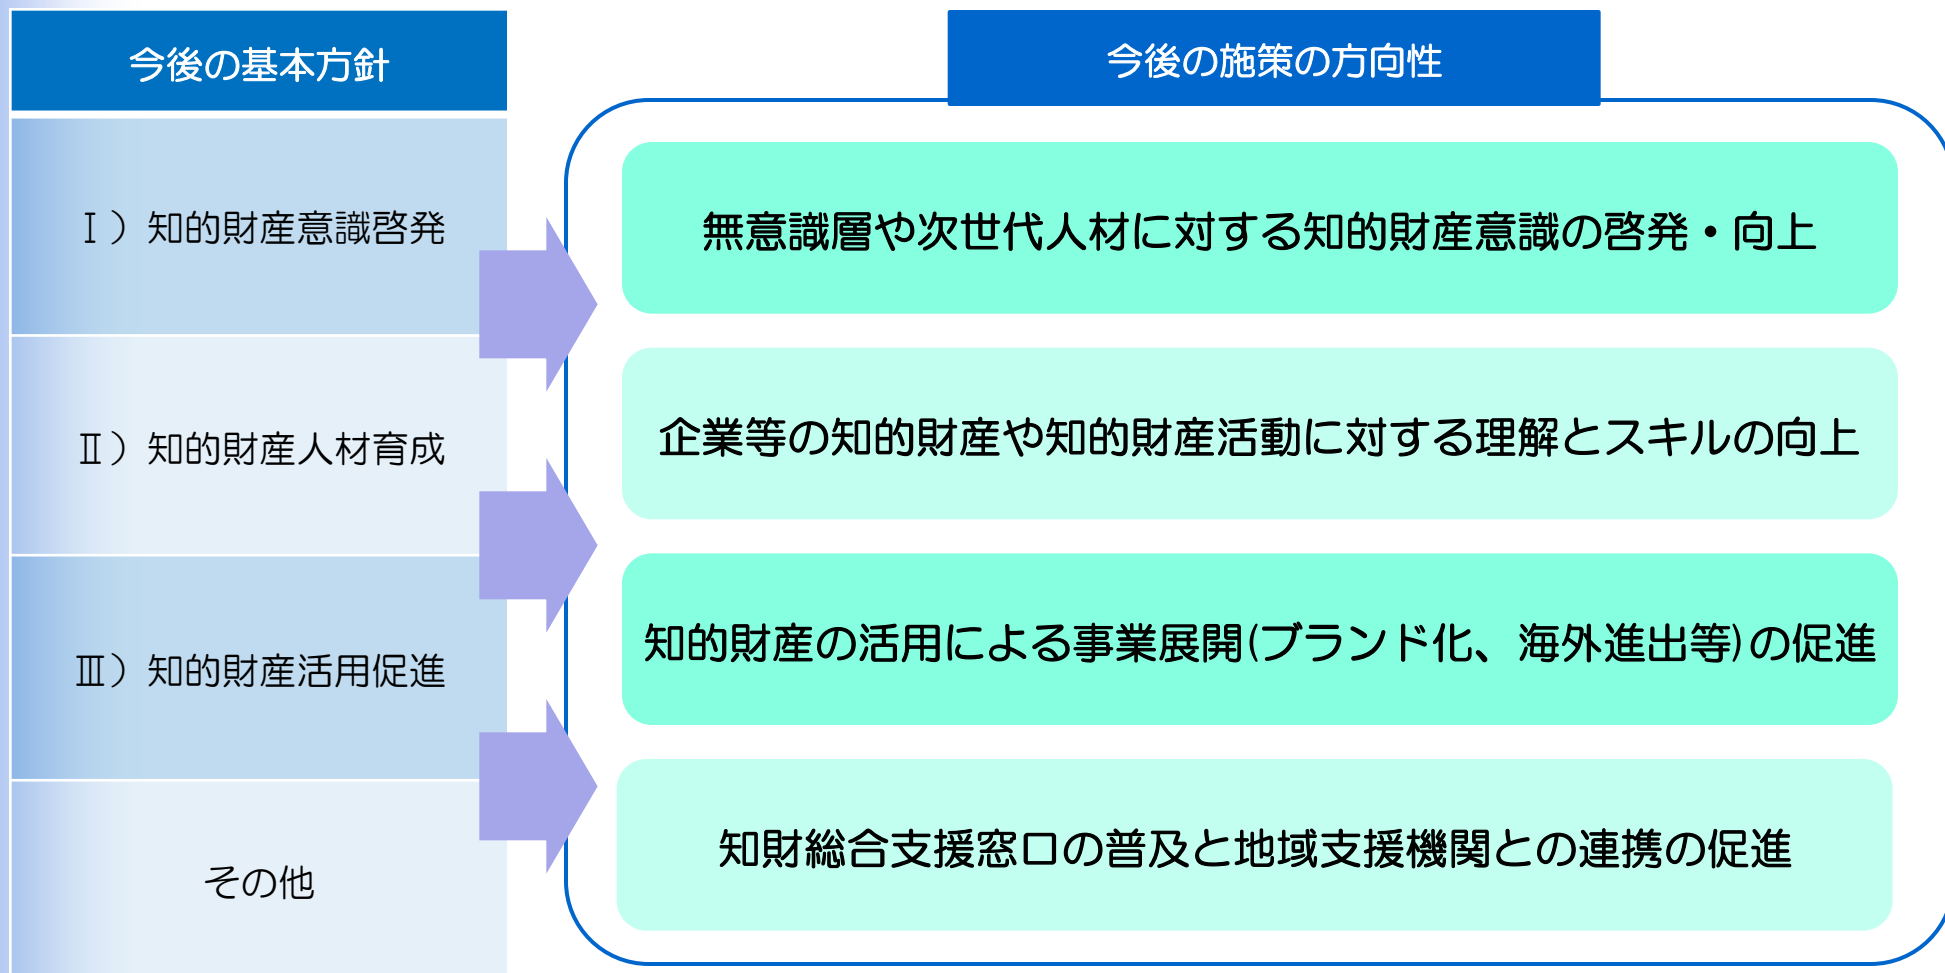 今後の基本方針
Ⅰ）知的財産意識啓発
Ⅱ）知的財産人材育成
Ⅲ）知的財産活用促進
その他
今後の施策の方向性
無意識層や次世代人材に対する知的財産意識の啓発・向上
企業等の知的財産や知的財産活動に対する理解とスキルの向上
知的財産の活用による事業展開(ブランド化、海外進出等)の促進
知財総合支援窓口の普及と地域支援機関との連携の促進